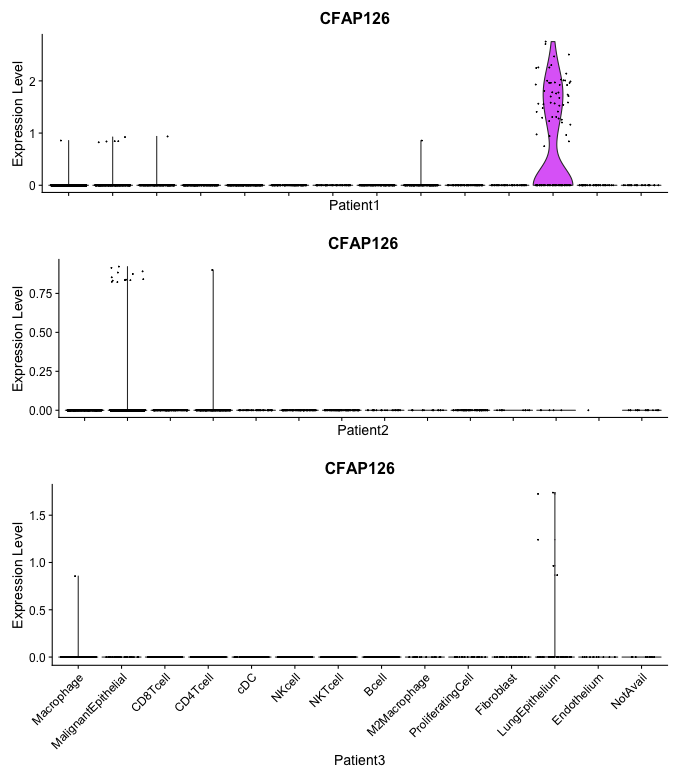 CFAP126
Expression Level
2
1
0
Patient1
CFAP126
Expression Level
0.75
0.50
0.25
0.00
Patient2
CFAP126
Expression Level
1.5
1.0
0.5
0.0
Macrophage
MalignantEpithelial
CD8Tcell
CD4Tcell
cDC
NKcell
NKTcell
Bcell
M2Macrophage
ProliferatingCell
Fibroblast
LungEpithelium
Endothelium
NotAvail
Patient3